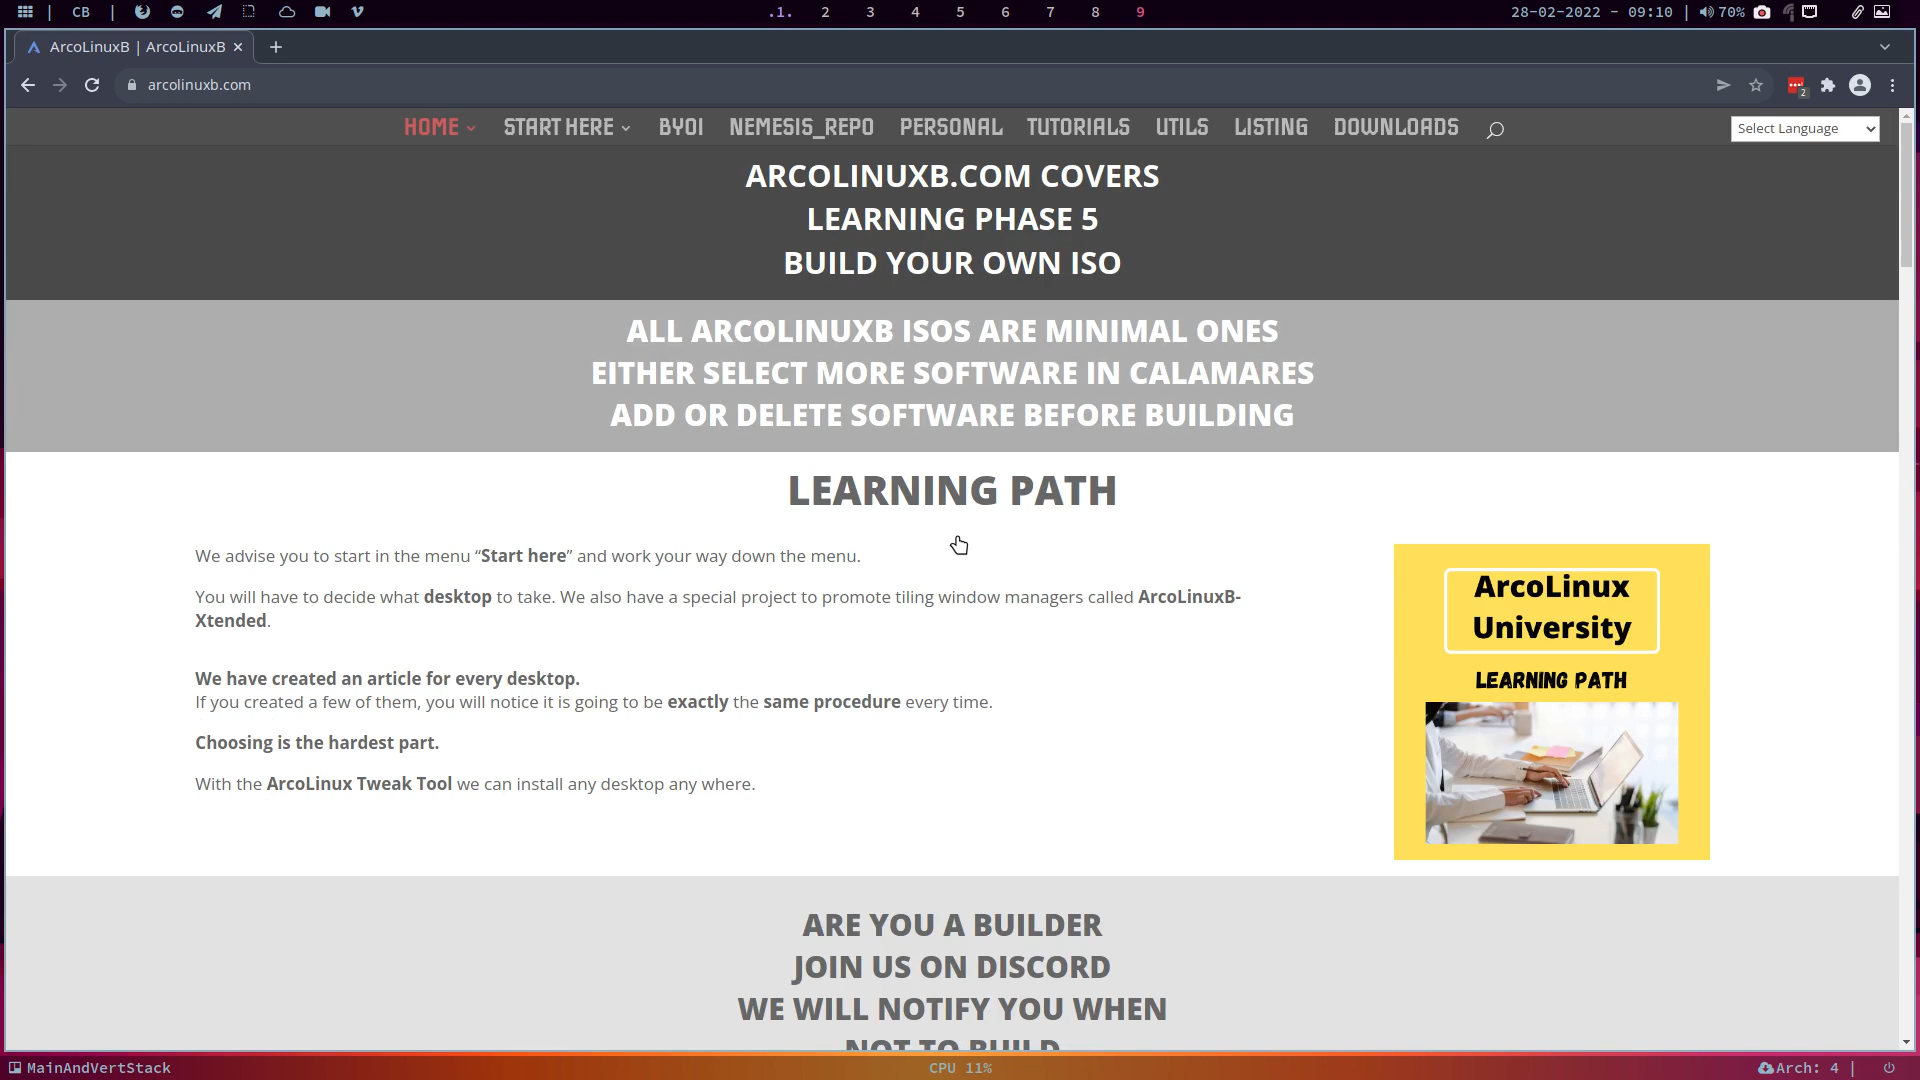 CB
.1. 2 3 4 5 6 7 8 9
28-02-2022 - 09:10 | 70%
ArcoLinuxB | ArcoLinuxB
arcolinuxb.com
2
HOME START HERE BYOI NEMESIS_REPO PERSONAL TUTORIALS UTILS LISTING DOWNLOADS
Select Language
ARCOLINUXB.COM COVERS
LEARNING PHASE 5
BUILD YOUR OWN ISO
ALL ARCOLINUXB ISOS ARE MINIMAL ONES
EITHER SELECT MORE SOFTWARE IN CALAMARES
ADD OR DELETE SOFTWARE BEFORE BUILDING
LEARNING PATH
We advise you to start in the menu “Start here” and work your way down the menu.
You will have to decide what desktop to take. We also have a special project to promote tiling window managers called ArcoLinuxB-
Xtended.
We have created an article for every desktop.
If you created a few of them, you will notice it is going to be exactly the same procedure every time.
Choosing is the hardest part.
With the ArcoLinux Tweak Tool we can install any desktop any where.
ArcoLinux
University
LEARNING PATH
ARE YOU A BUILDER
JOIN US ON DISCORD
WE WILL NOTIFY YOU WHEN
NOT TO BUILD
MainAndVertStack
CPU 11%
Arch: 4 |